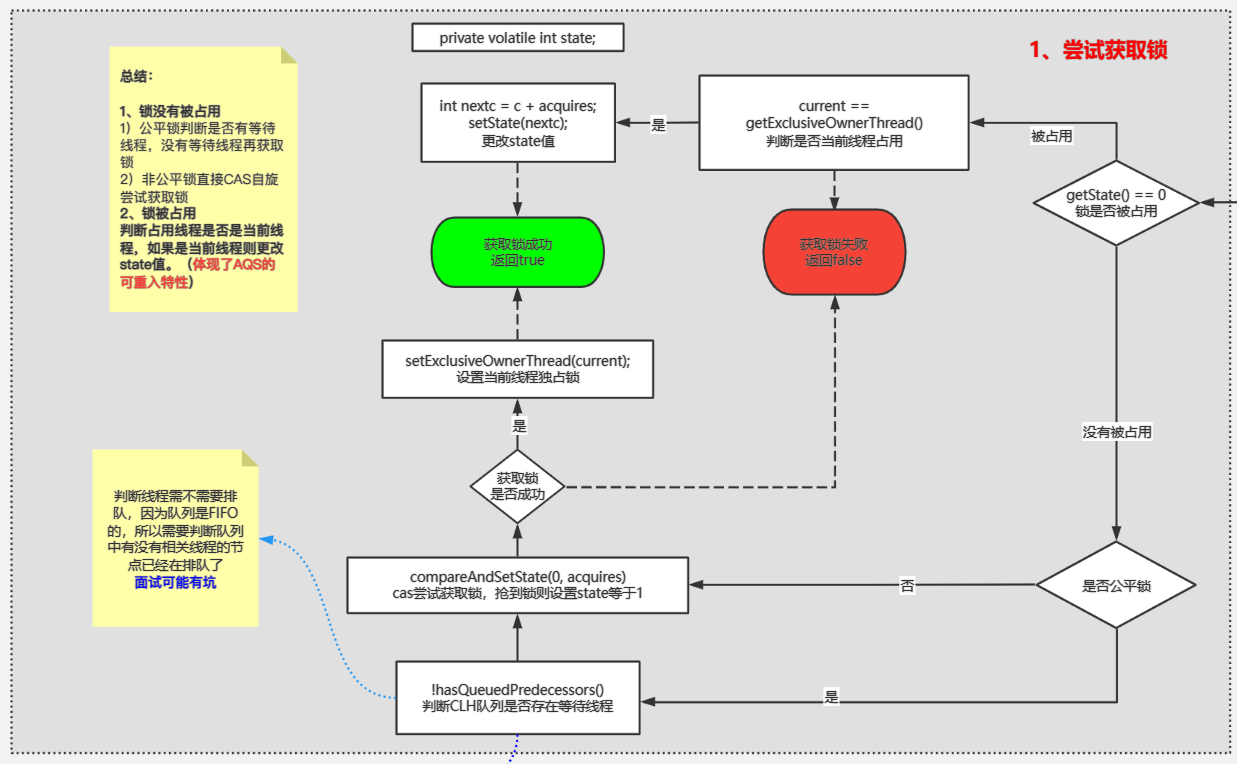 private volatile int state;
1、尝试获取锁
总结：
1、锁没有被占用
1）公平锁判断是否有等待
线程，没有等待线程再获取
锁
2）非公平锁直接CAS自旋
尝试获取锁
2、锁被占用
判断占用线程是否是当前线
程，如果是当前线程则更改
state值。（体现了AQS的
可重入特性）
int nextc = c + acquires;
setState(nextc);
更改state值
是
current ==
getExclusiveOwnerThread()
判断是否当前线程占用
被占用
getState() == 0
锁是否被占用
获取锁成功
返回true
获取锁失败
返回false
setExclusiveOwnerThread(current);
设置当前线程独占锁
是
没有被占用
获取锁
是否成功
判断线程需不需要排
队，因为队列是FIFO
的，所以需要判断队列
中有没有相关线程的节
点已经在排队了
面试可能有坑
compareAndSetState(0, acquires)
cas尝试获取锁，抢到锁则设置state等于1
否
是否公平锁
!hasQueuedPredecessors()
判断CLH队列是否存在等待线程
是